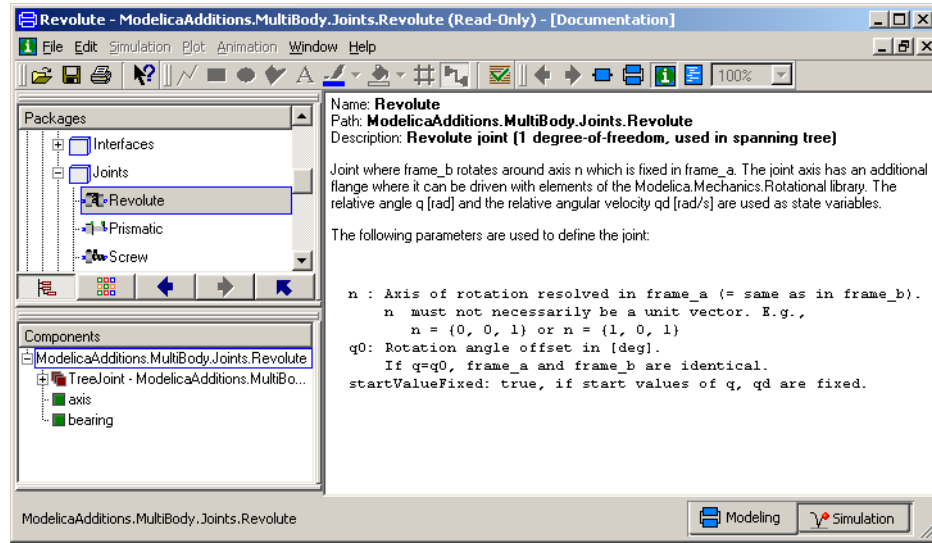 Revolute - ModelicaAdditions.MultiBody.Joints.Revolute (Read-Only) - [Documentation]
File Edit Simulation Plot Animation Window Help
A 100%
Packages
Interfaces
Joints
Revolute
Prismatic
Screw
Components
ModelicaAdditions.MultiBody.Joints.Revolute
TreeJoint - ModelicaAdditions.MultiBo...
axis
bearing
Name: Revolute
Path: ModelicaAdditions.MultiBody.Joints.Revolute
Description: Revolute joint (1 degree-of-freedom, used in spanning tree)
Joint where frame_b rotates around axis n which is fixed in frame_a. The joint axis has an additional
flange where it can be driven with elements of the Modelica.Mechanics.Rotational library. The
relative angle q [rad] and the relative angular velocity qd [rad/s] are used as state variables.
The following parameters are used to define the joint:
n : Axis of rotation resolved in frame_a (= same as in frame_b).
n must not necessarily be a unit vector. E.g.,
n = {0, 0, 1} or n = {1, 0, 1}
q0: Rotation angle offset in [deg].
If q=q0, frame_a and frame_b are identical.
startValueFixed: true, if start values of q, qd are fixed.
ModelicaAdditions.MultiBody.Joints.Revolute
Modeling
Simulation